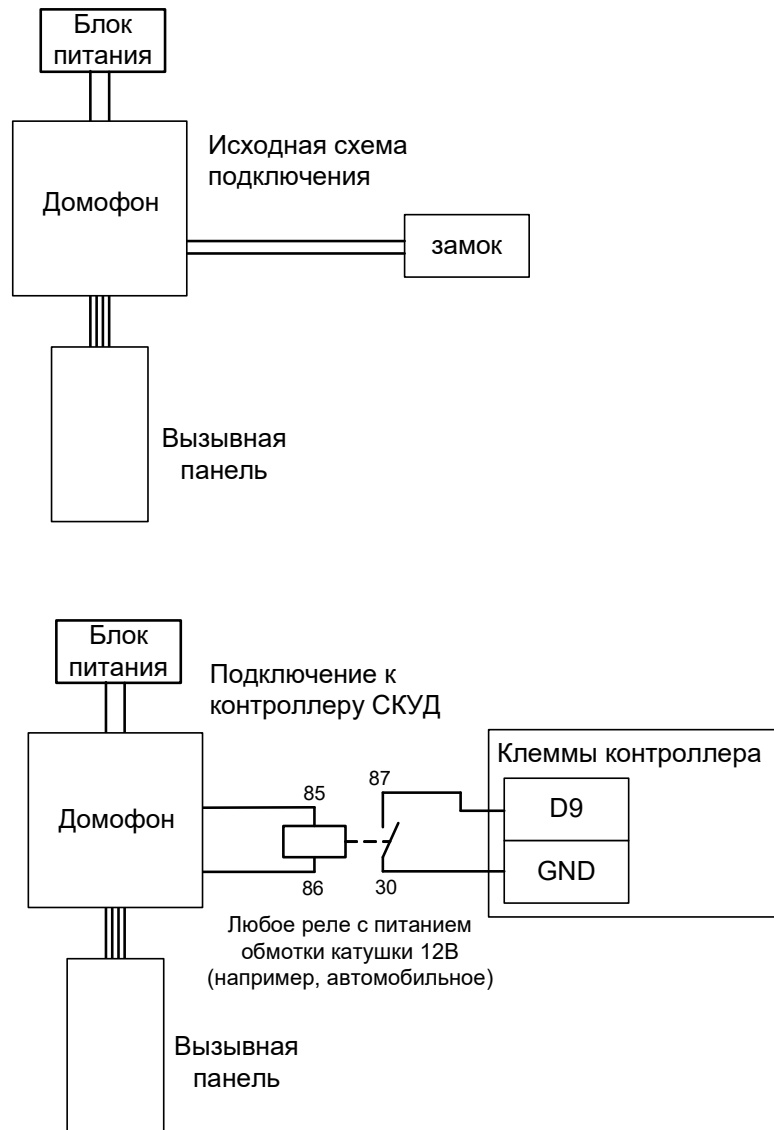 Блок
питания
Исходная схема
подключения
Домофон
замок
Вызывная
панель
Блок
питания
Подключение к
контроллеру СКУД
Клеммы контроллера
85
87
D9
Домофон
GND
86
30
Любое реле с питанием
обмотки катушки 12В
(например, автомобильное)
Вызывная
панель